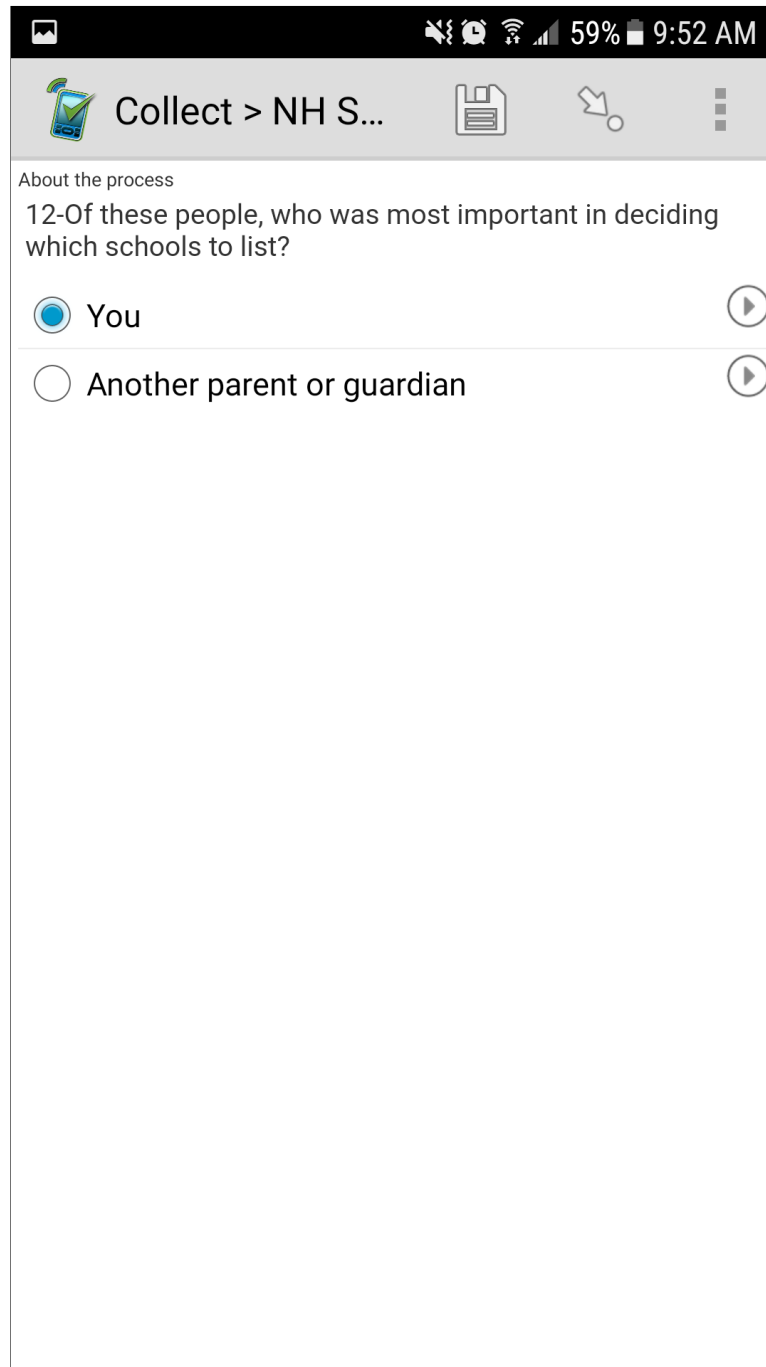 59% 9:52 AM
Collect > NH S...
About the process
12-Of these people, who was most important in deciding
which schools to list?
You
Another parent or guardian